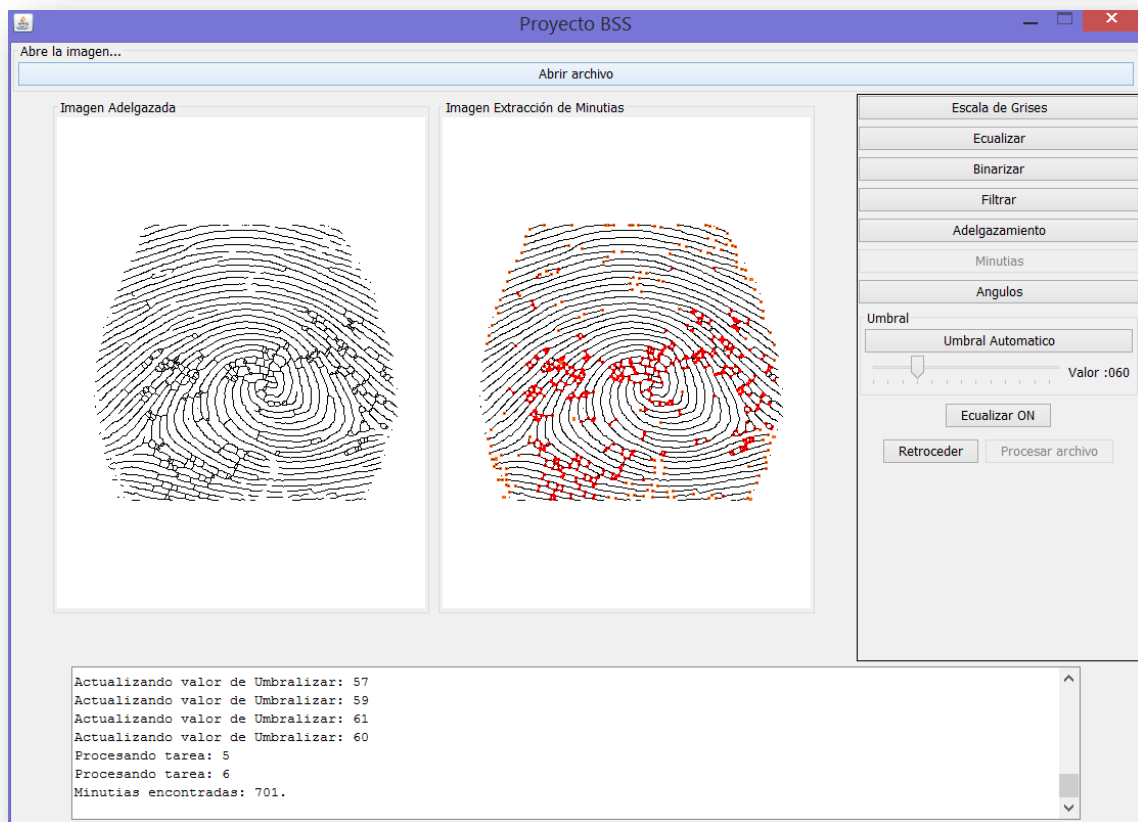 Proyecto BSS
Abre la imagen...
Abrir archivo
Imagen Adelgazada
Imagen Extracción de Minutias
Escala de Grises
Ecualizar
Binarizar
Filtrar
Adelgazamiento
Minutias
Angulos
Umbral
Umbral Automatico
Valor :060
Ecualizar ON
Retroceder
Procesar archivo
Actualizando valor de Umbralizar: 57
Actualizando valor de Umbralizar: 59
Actualizando valor de Umbralizar: 61
Actualizando valor de Umbralizar: 60
Procesando tarea: 5
Procesando tarea: 6
Minutias encontradas: 701.